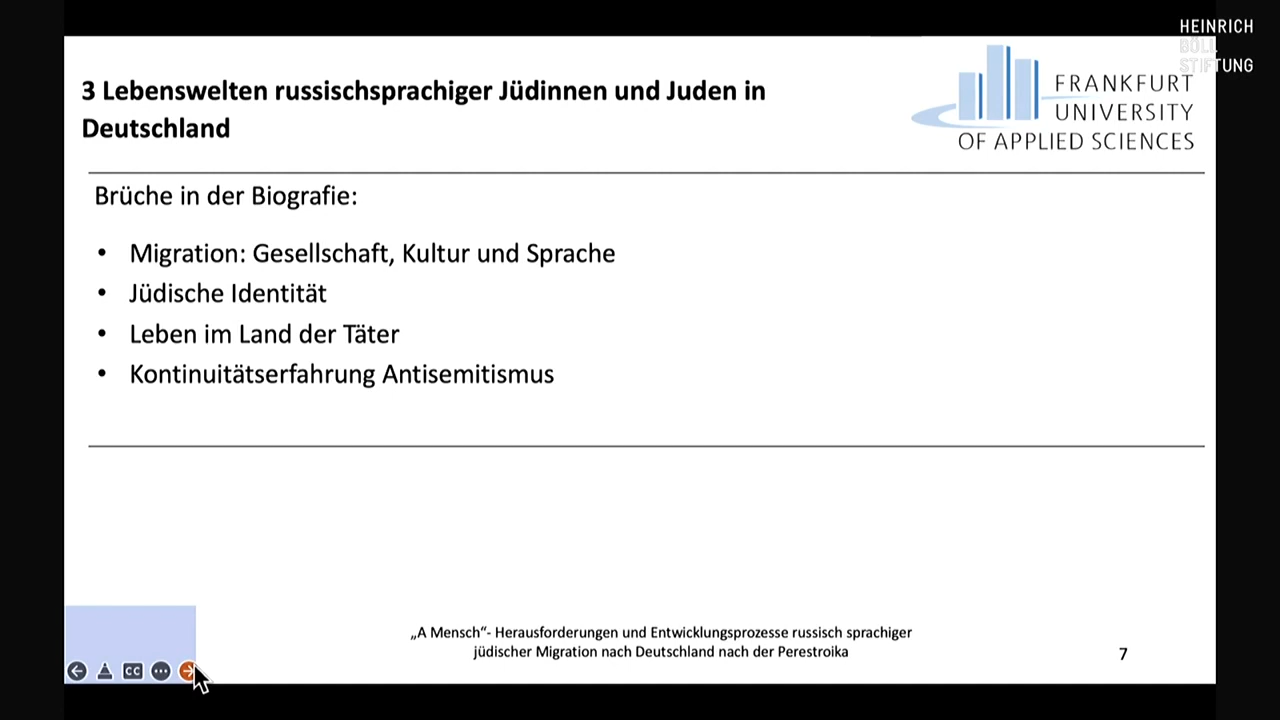 HEINRICH
BÖLL
STIFTUNG
FRANKFURT
UNIVERSITY
OF APPLIED SCIENCES
3 Lebenswelten russischsprachiger Jüdinnen und Juden in
Deutschland
Brüche in der Biografie:
• Migration: Gesellschaft, Kultur und Sprache
• Jüdische Identität
• Leben im Land der Täter
• Kontinuitätserfahrung Antisemitismus
„A Mensch“- Herausforderungen und Entwicklungsprozesse russisch sprachiger
jüdischer Migration nach Deutschland nach der Perestroika
7
CC